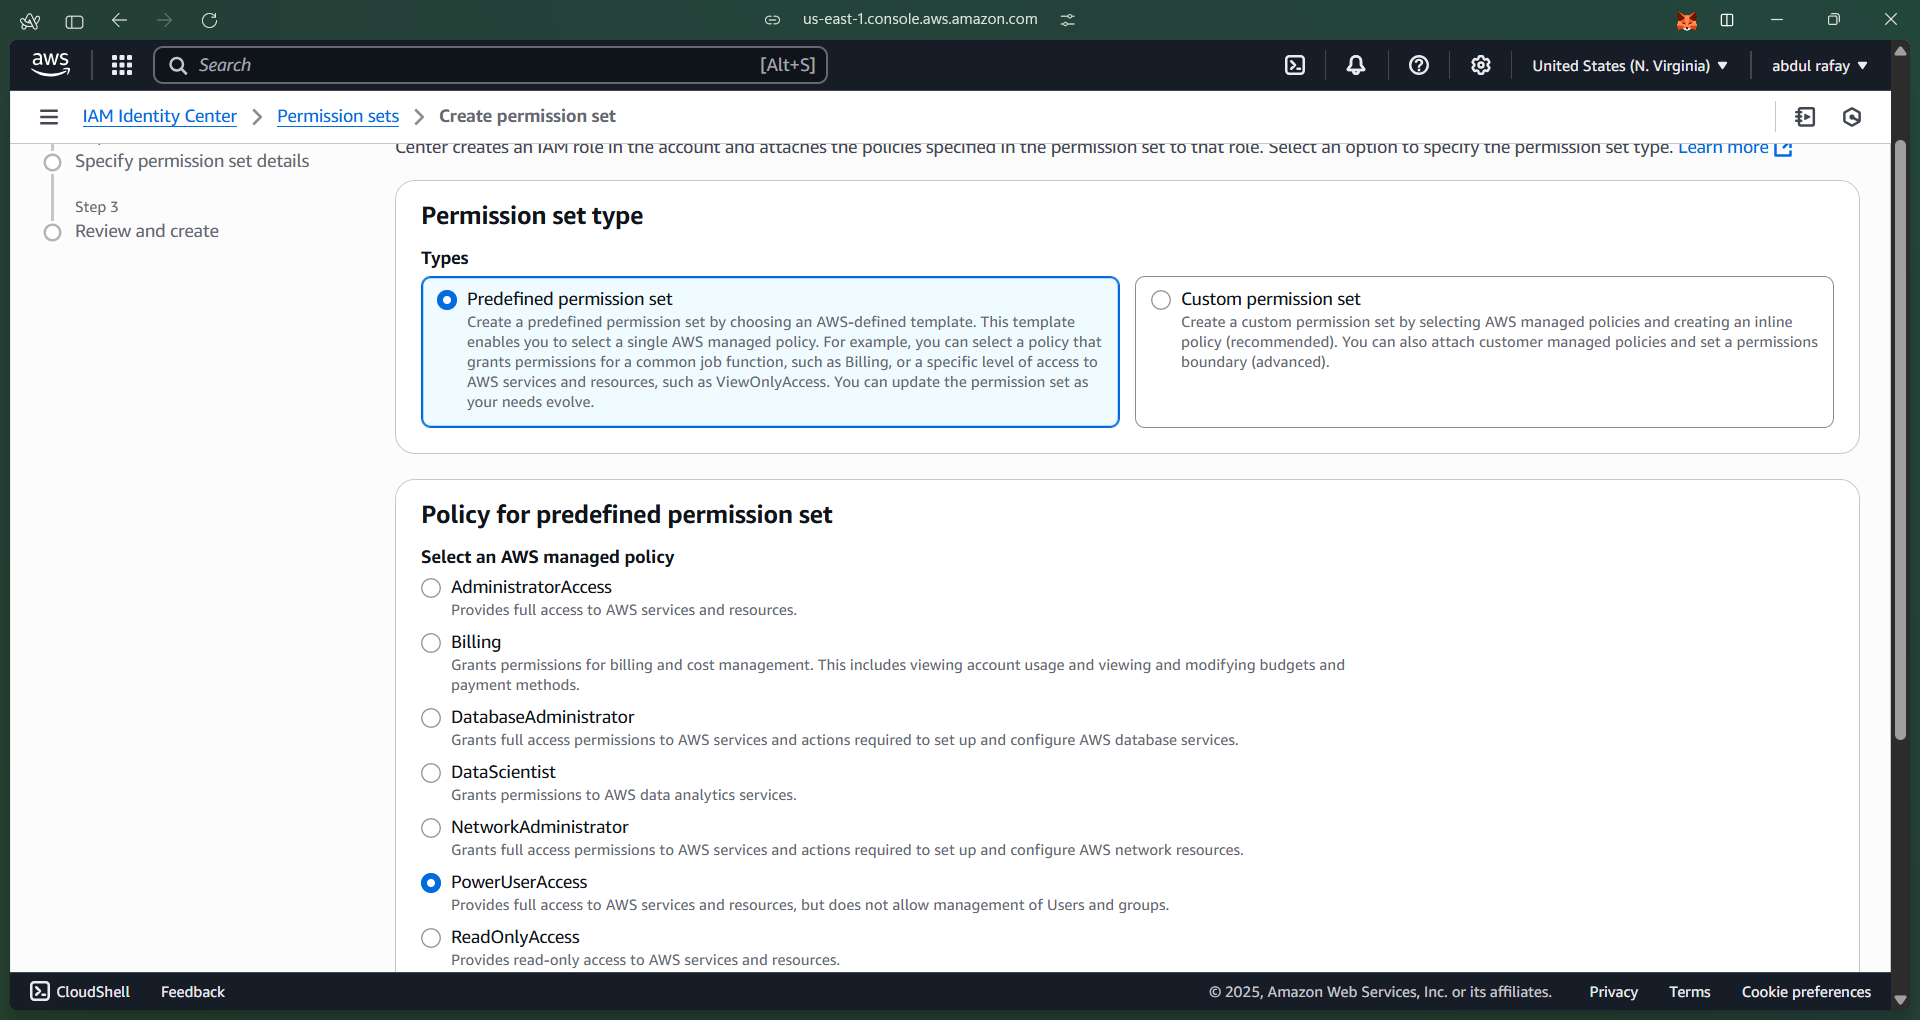 us-east-1.console.aws.amazon.com
aws
Search
[Alt+S]
United States (N. Virginia)
abdul rafay
IAM Identity Center
Permission sets
Create permission set
Specify permission set details
Step 3
Review and create
Center creates an IAM role in the account and attaches the policies specified in the permission set to that role. Select an option to specify the permission set type. Learn more
Permission set type
Types
Predefined permission set
Create a predefined permission set by choosing an AWS-defined template. This template
enables you to select a single AWS managed policy. For example, you can select a policy that
grants permissions for a common job function, such as Billing, or a specific level of access to
AWS services and resources, such as ViewOnlyAccess. You can update the permission set as
your needs evolve.
Custom permission set
Create a custom permission set by selecting AWS managed policies and creating an inline
policy (recommended). You can also attach customer managed policies and set a permissions
boundary (advanced).
Policy for predefined permission set
Select an AWS managed policy
AdministratorAccess
Provides full access to AWS services and resources.
Billing
Grants permissions for billing and cost management. This includes viewing account usage and viewing and modifying budgets and
payment methods.
DatabaseAdministrator
Grants full access permissions to AWS services and actions required to set up and configure AWS database services.
DataScientist
Grants permissions to AWS data analytics services.
NetworkAdministrator
Grants full access permissions to AWS services and actions required to set up and configure AWS network resources.
PowerUserAccess
Provides full access to AWS services and resources, but does not allow management of Users and groups.
ReadOnlyAccess
Provides read-only access to AWS services and resources.
CloudShell
Feedback
© 2025, Amazon Web Services, Inc. or its affiliates.
Privacy
Terms
Cookie preferences